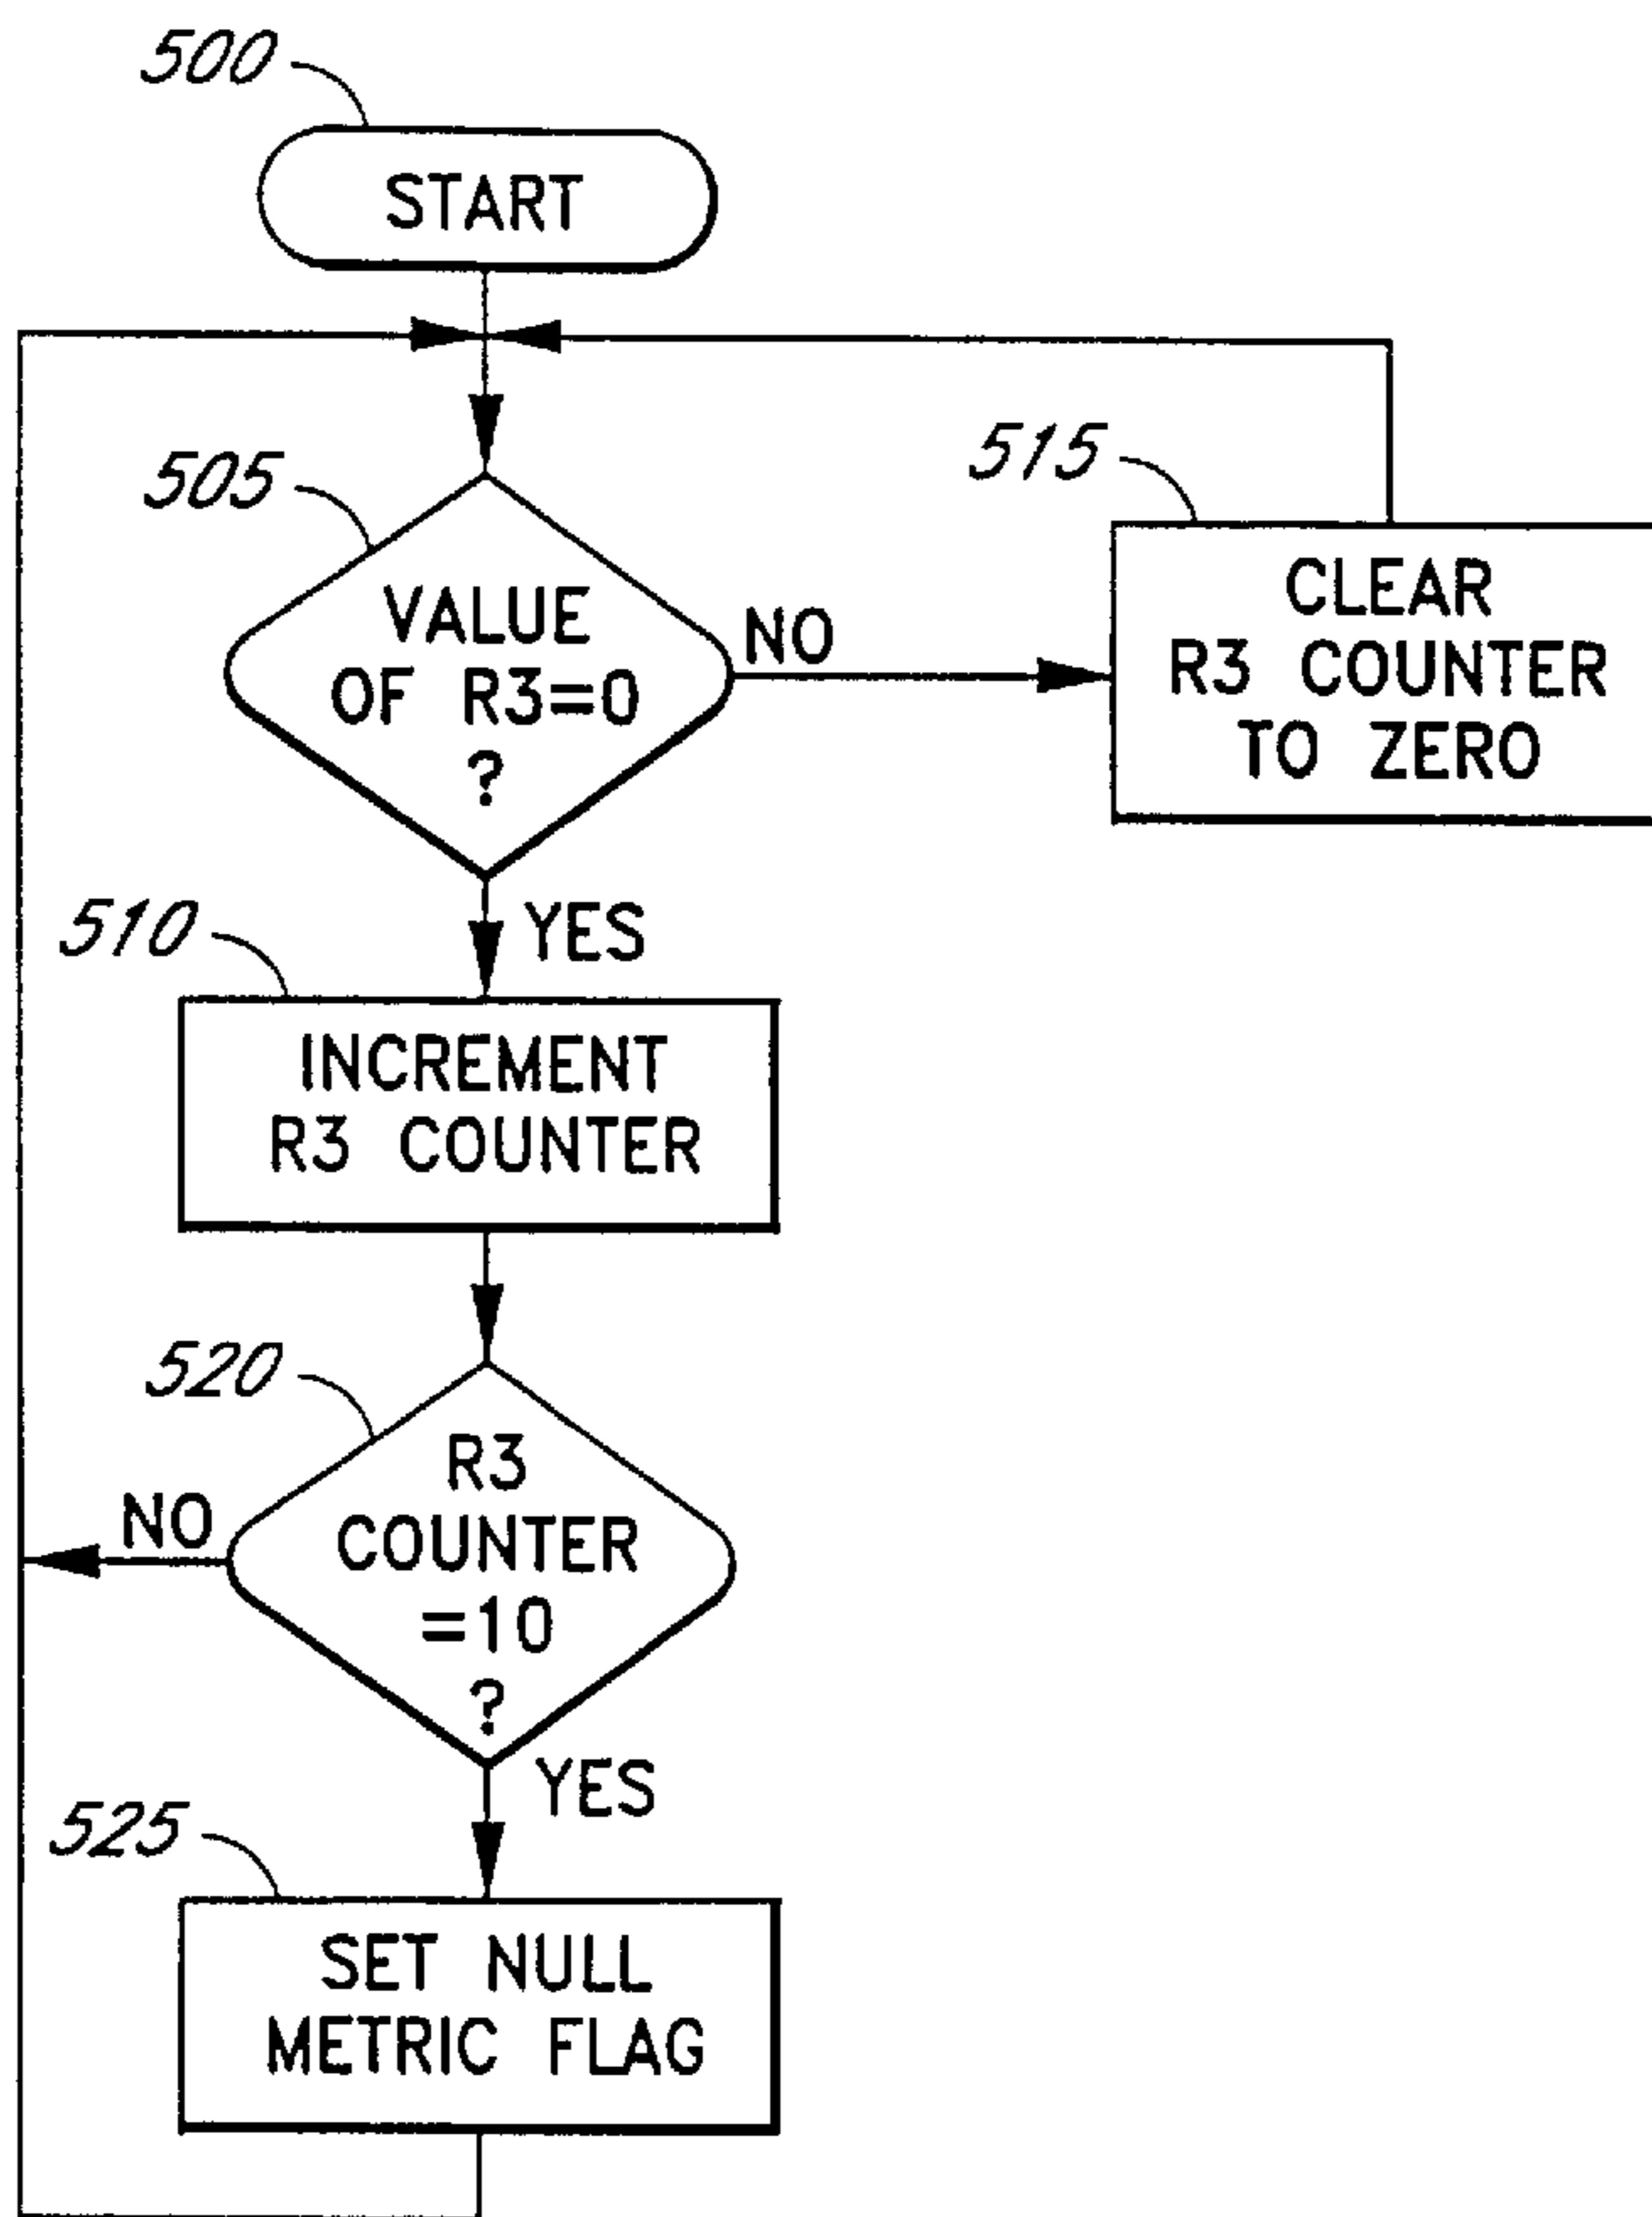 500
START
505
VALUE
OF R3=0
?
NO
515
CLEAR
R3 COUNTER
TO ZERO
YES
510
INCREMENT
R3 COUNTER
520
R3
COUNTER
=10
?
NO
YES
525
SET NULL
METRIC FLAG